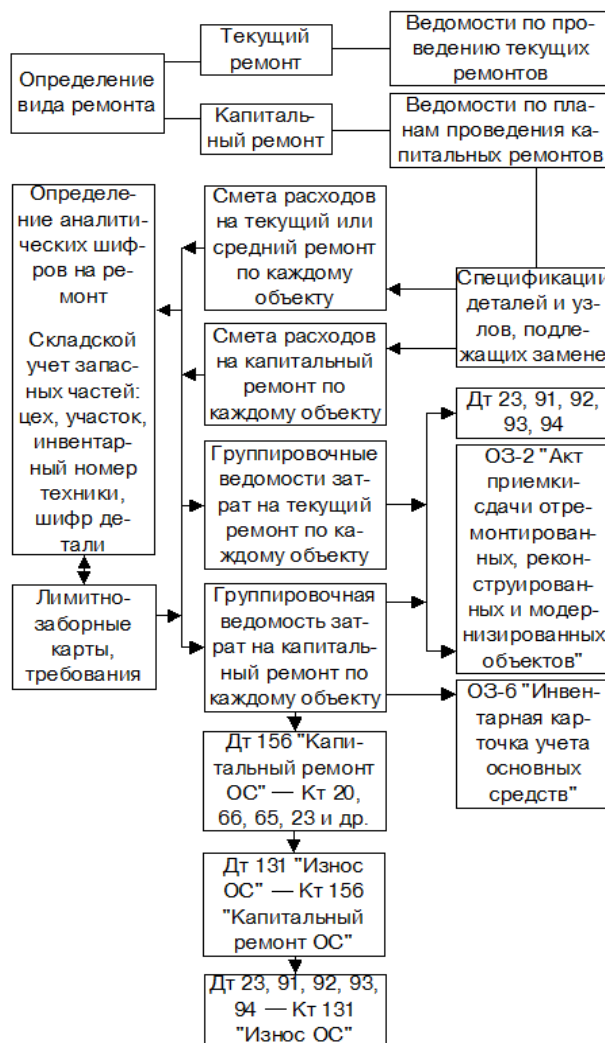 Определение
вида ремонта
Текущий
ремонт
Ведомости по про-
ведению текущих
ремонтов
Капиталь-
ный ремонт
Ведомости по пла-
нам проведения ка-
питальных ремонтов
Определе-
ние аналити-
ческих шиф-
ров на ре-
монт
Складской
учет запас-
ных частей:
цех, участок,
инвентар-
ный номер
техники,
шифр де-
тали
Смета расходов
на текущий или
средний ремонт
по каждому
объекту
Спецификации
деталей и уз-
лов, подле-
жащих замене
Смета расходов
на капитальный
ремонт по
каждому объекту
Дт 23, 91, 92,
93, 94
Группировочные
ведомости зат-
рат на текущий
ремонт по ка-
ждому объекту
ОЗ-2 "Акт
приемки-
сдачи отре-
монтирован-
ных, рекон-
струирован-
ных и модер-
низированных
объектов"
Лимитно-
заборные
карты,
требования
Группировочная
ведомость зат-
рат на капиталь-
ный ремонт по
каждому объекту
ОЗ-6 "Инвен-
тарная кар-
точка учета
основных
средств"
Дт 156 "Капи-
тальный ремонт
ОС" — Кт 20,
66, 65, 23 и др.
Дт 131 "Износ
ОС" — Кт 156
"Капитальный
ремонт ОС"
Дт 23, 91, 92, 93,
94 — Кт 131
"Износ ОС"